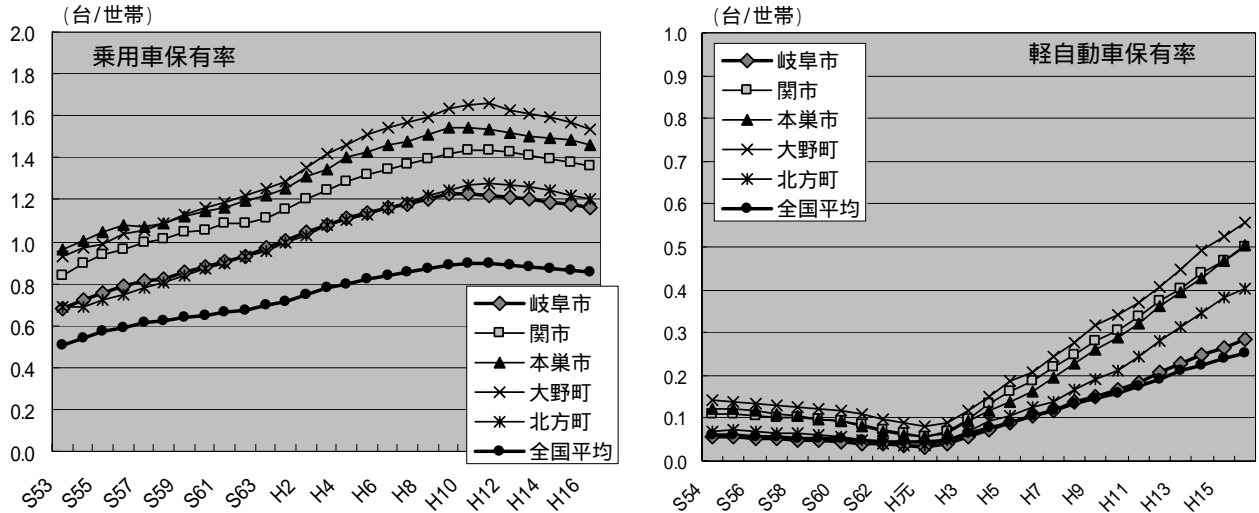 (台/世帯)
乗用車保有率
2.0
1.8
1.6
1.4
1.2
1.0
0.8
0.6
0.4
0.2
0.0
S53
S55
S57
S59
S61
S63
H2
H4
H6
H8
H10
H12
H14
H16
岐阜市
関市
本巣市
大野町
北方町
全国平均
(台/世帯)
軽自動車保有率
1.0
0.9
0.8
0.7
0.6
0.5
0.4
0.3
0.2
0.1
0.0
岐阜市
関市
本巣市
大野町
北方町
全国平均
S54
S56
S58
S60
S62
H元
H3
H5
H7
H9
H11
H13
H15